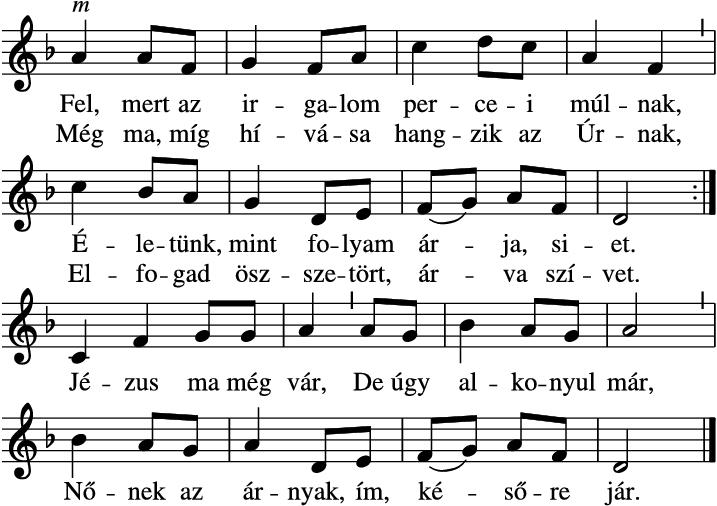 m
Fel, mert az ir – ga – lom per – ce – i múl – nak,
Még ma, míg hí – vá – sa hang – zik az Úr – nak,
É – le – tünk, mint fo – lyam ár – ja, si – et.
El – fo – gad ösz – sze – tört, ár – va szí – vet.
Jé – zus ma még vár, De úgy al – ko – nyul már,
Nő – nek az ár – nyak, ím, ké – ső – re jár.